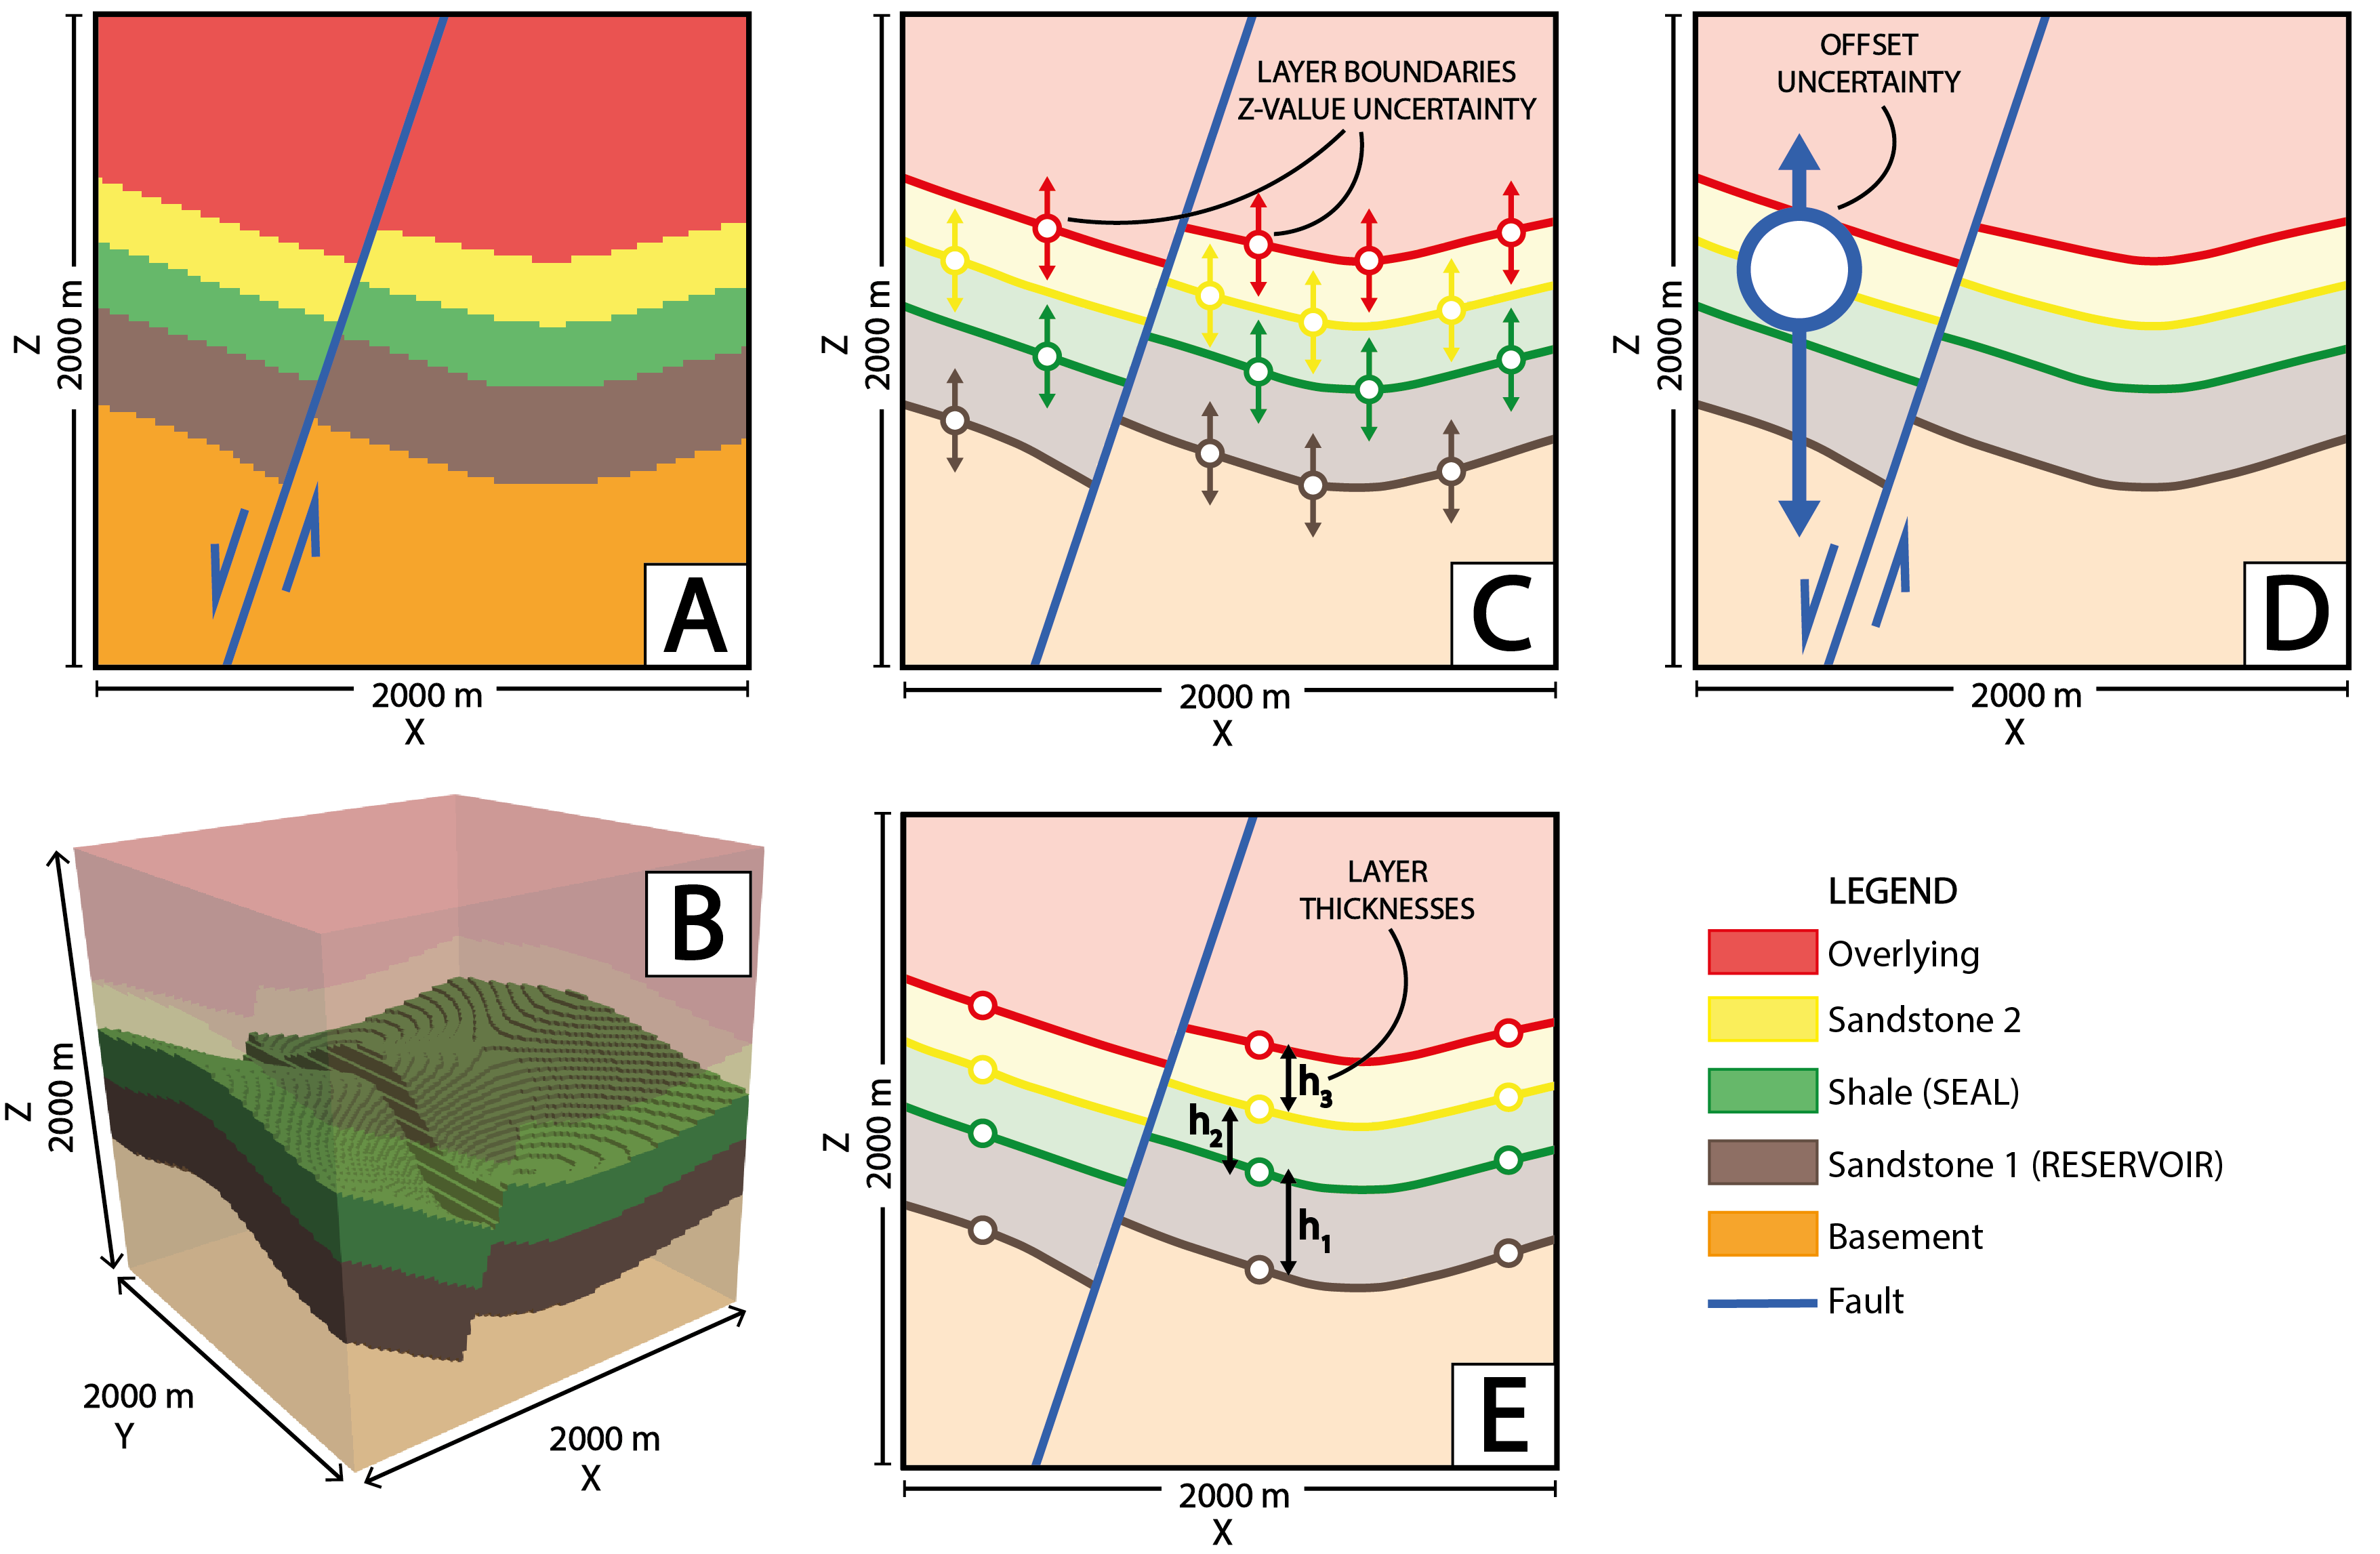 Z
2000 m
2000 m
X
A
LAYER BOUNDARIES
Z-VALUE UNCERTAINTY
Z
2000 m
2000 m
X
C
OFFSET
UNCERTAINTY
Z
2000 m
2000 m
X
D
B
Z
2000 m
2000 m
Y
2000 m
X
LAYER
THICKNESSES
h₃
h₂
h₁
Z
2000 m
2000 m
X
E
LEGEND
Overlying
Sandstone 2
Shale (SEAL)
Sandstone 1 (RESERVOIR)
Basement
Fault